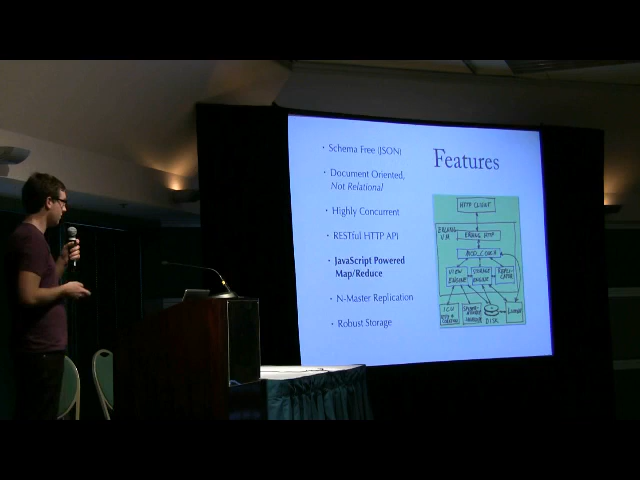 Features
• Schema Free (JSON)
• Document Oriented,
Not Relational
• Highly Concurrent
• RESTful HTTP API
• JavaScript Powered
Map/Reduce
• N-Master Replication
• Robust Storage
HTTP CLIENT
ERLANG
VM
ERLANG HTTP
MOD_COUCH
VIEW
ENGINE
STORAGE
ENGINE
REPLI-
CATOR
ICU
DISK